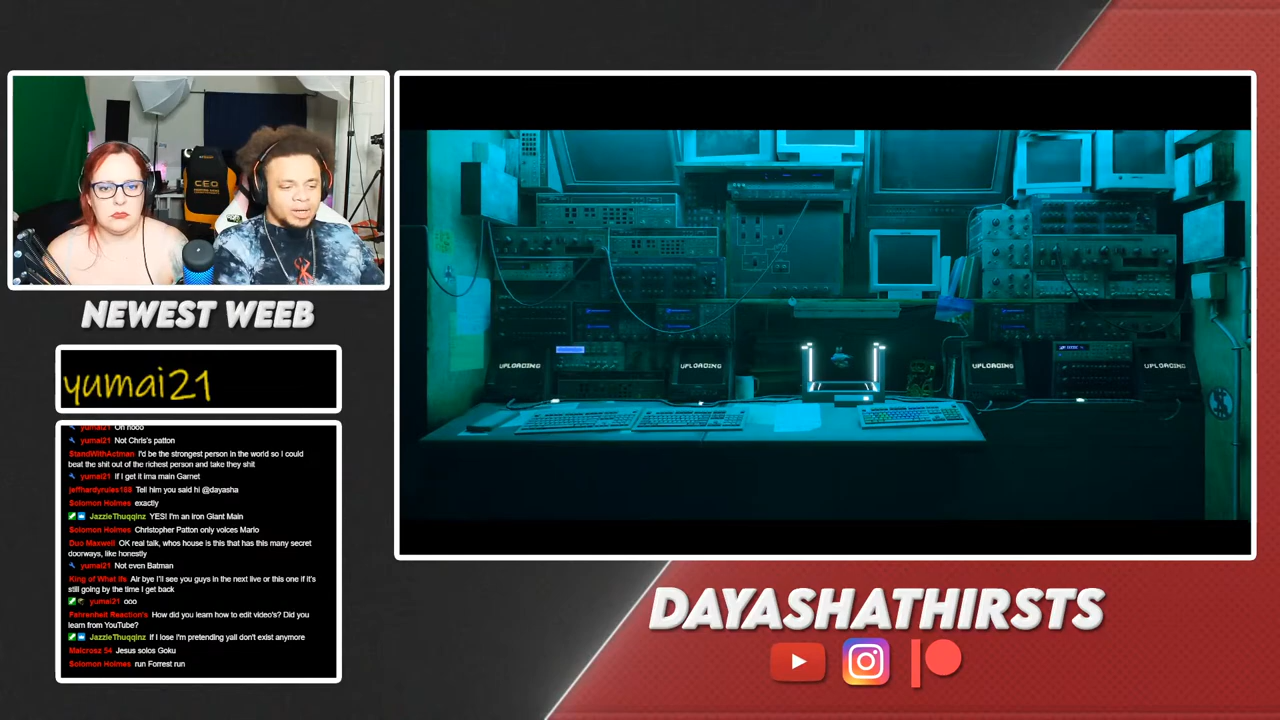 CEO
NEWEST WEEB
yumai21
yumai21 Oh nooo
yumai21 Not Chris's patton
StandWithActman I'd be the strongest person in the world so I could
beat the shit out of the richest person and take they shit
yumai21 If I get it ima main Garnet
jeffhardyrules188 Tell him you said hi @dayasha
Solomon Holmes exactly
JazzleThuqqinz YES! I'm an Iron Giant Main
Solomon Holmes Christopher Patton only voices Mario
Duo Maxwell OK real talk, whos house is this that has this many secret
doorways, like honestly
yumai21 Not even Batman
King of What Ifs Air bye I'll see you guys in the next live or this one if it's
still going by the time I get back
yumai21 ooo
Fahrenheit Reaction's How did you learn how to edit video's? Did you
learn from YouTube?
JazzleThuqqinz if I lose I'm pretending yall don't exist anymore
Malcrosz 54 Jesus solos Goku
Solomon Holmes run Forrest run
UPLOADING
UPLOADING
UPLOADING
UPLOADING
DAYASHATHIRSTS